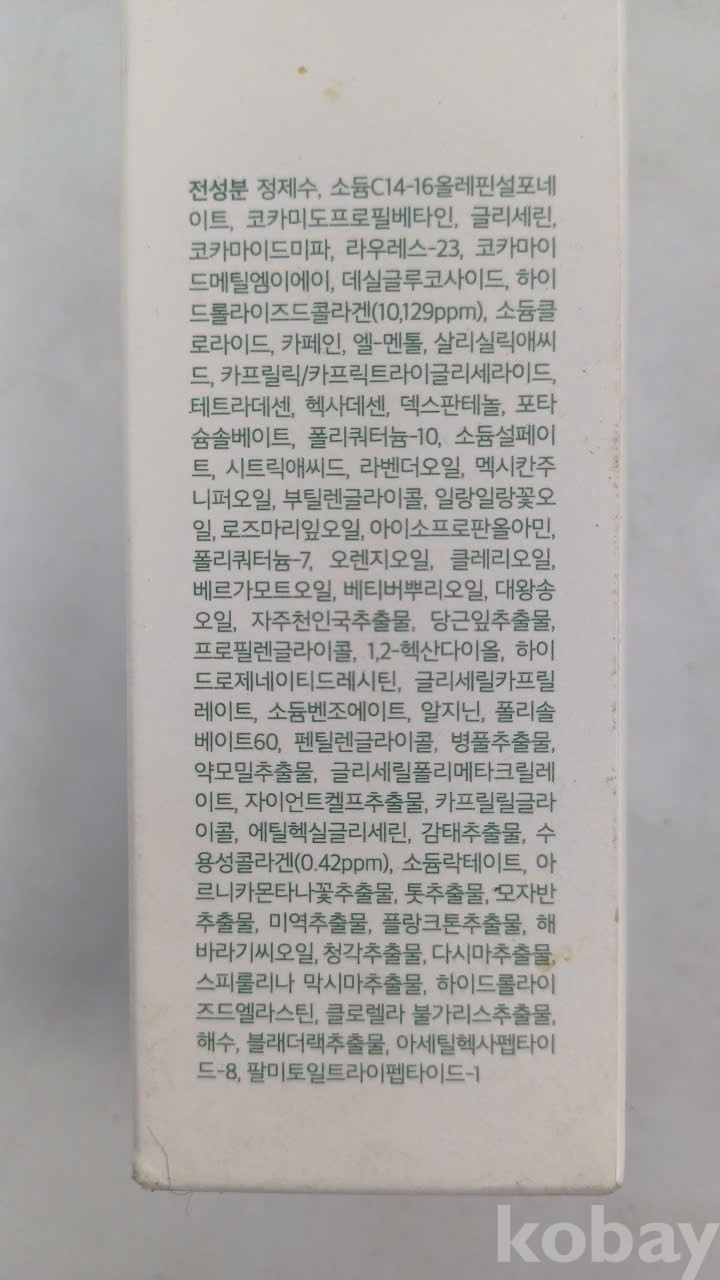 전성분 정제수, 소듐C14-16올레핀설포네
이트, 코카미도프로필베타인, 글리세린,
코카마이드미파, 라우레스-23, 코카마이
드메틸엠이에이, 데실글루코사이드, 하이
드롤라이즈드콜라겐(10,129ppm), 소듐클
로라이드, 카페인, 엘-멘톨, 살리실릭애씨
드, 카프릴릭/카프릭트라이글리세라이드,
테트라데센, 헥사데센, 덱스판테놀, 포타
슘솔베이트, 폴리쿼터늄-10, 소듐설페이
트, 시트릭애씨드, 라벤더오일, 멕시칸주
니퍼오일, 부틸렌글라이콜, 일랑일랑꽃오
일, 로즈마리잎오일, 아이소프로판올아민,
폴리쿼터늄-7, 오렌지오일, 클레리오일,
베르가모트오일, 베티버뿌리오일, 대왕송
오일, 자주천인국추출물, 당근잎추출물,
프로필렌글라이콜, 1,2-헥산다이올, 하이
드로제네이티드레시틴, 글리세릴카프릴
레이트, 소듐벤조에이트, 알지닌, 폴리솔
베이트60, 펜틸렌글라이콜, 병풀추출물,
약모밀추출물, 글리세릴폴리메타크릴레
이트, 자이언트켈프추출물, 카프릴릴글라
이콜, 에틸헥실글리세린, 감태추출물, 수
용성콜라겐(0.42ppm), 소듐락테이트, 아
르니카몬타나꽃추출물, 톳추출물, 모자반
추출물, 미역추출물, 플랑크톤추출물, 해
바라기씨오일, 청각추출물, 다시마추출물,
스피룰리나 막시마추출물, 하이드롤라이
즈드엘라스틴, 클로렐라 불가리스추출물,
해수, 블래더랙추출물, 아세틸헥사펩타이
드-8, 팔미토일트라이펩타이드-1
kobay